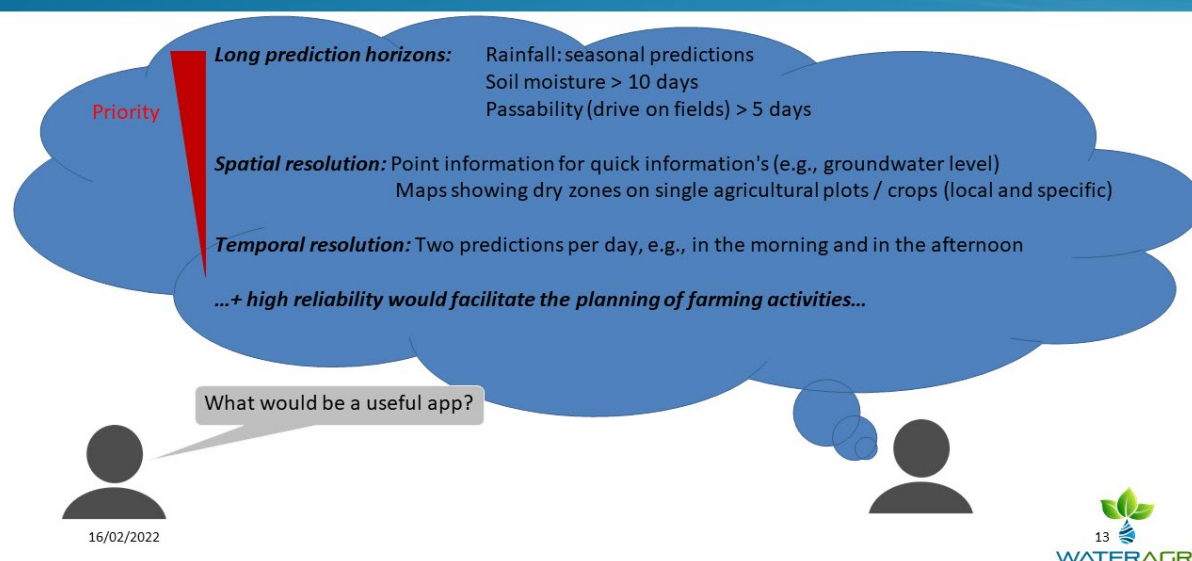 Long prediction horizons: Rainfall: seasonal predictions
Soil moisture > 10 days
Priority
Passability (drive on fields) > 5 days
Spatial resolution: Point information for quick information's (e.g., groundwater level)
Maps showing dry zones on single agricultural plots / crops (local and specific)
Temporal resolution: Two predictions per day, e.g., in the morning and in the afternoon
...+ high reliability would facilitate the planning of farming activities...
What would be a useful app?
16/02/2022
13
WATERAGR